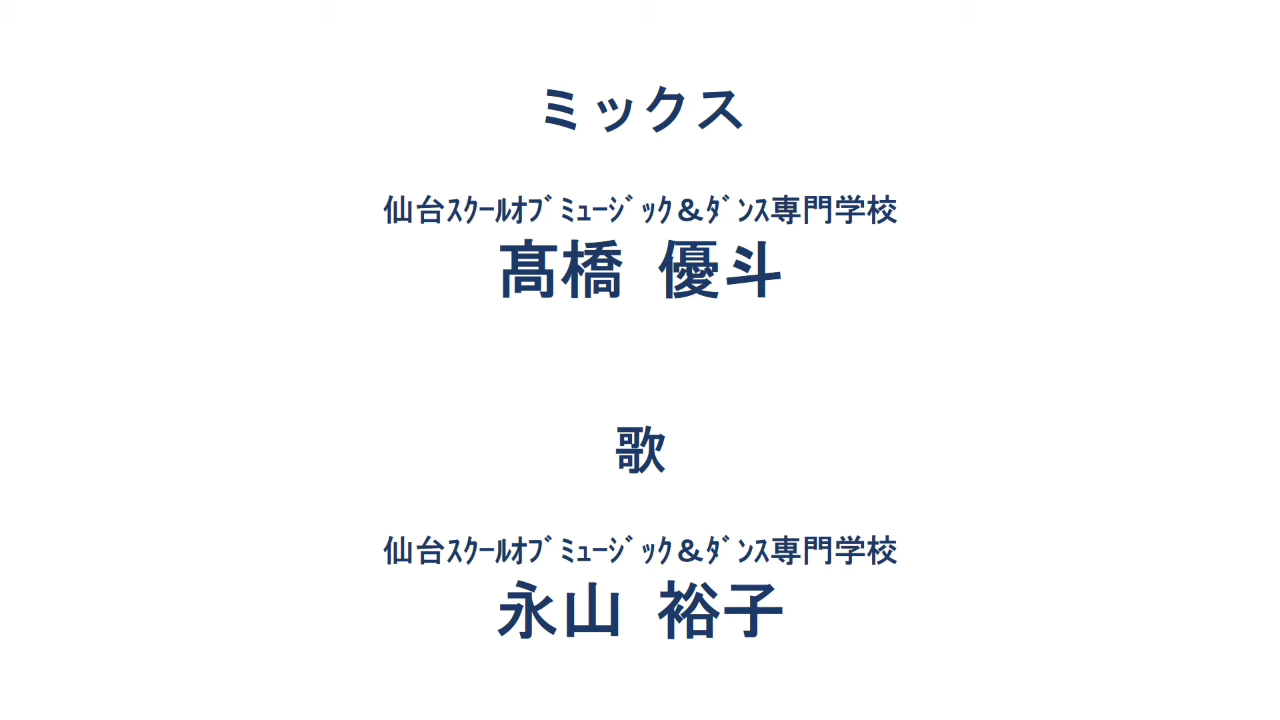 ミックス
仙台ｽｸｰﾙｵﾌﾞﾐｭｰｼﾞｯｸ＆ﾀﾞﾝｽ専門学校
髙橋 優斗
歌
仙台ｽｸｰﾙｵﾌﾞﾐｭｰｼﾞｯｸ＆ﾀﾞﾝｽ専門学校
永山 裕子